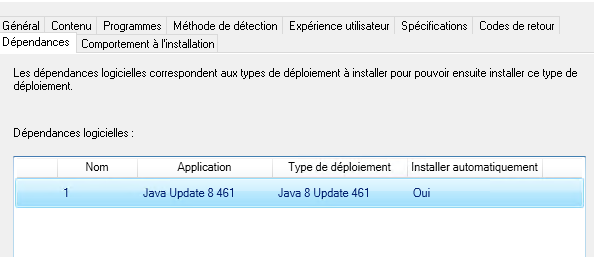 Général Contenu Programmes Méthode de détection Expérience utilisateur Spécifications Codes de retour
Dépendances Comportement à l'installation
Les dépendances logicielles correspondent aux types de déploiement à installer pour pouvoir ensuite installer ce type de
déploiement.
Dépendances logicielles :
Nom Application Type de déploiement Installer automatiquement
1 Java Update 8 461 Java 8 Update 461 Oui